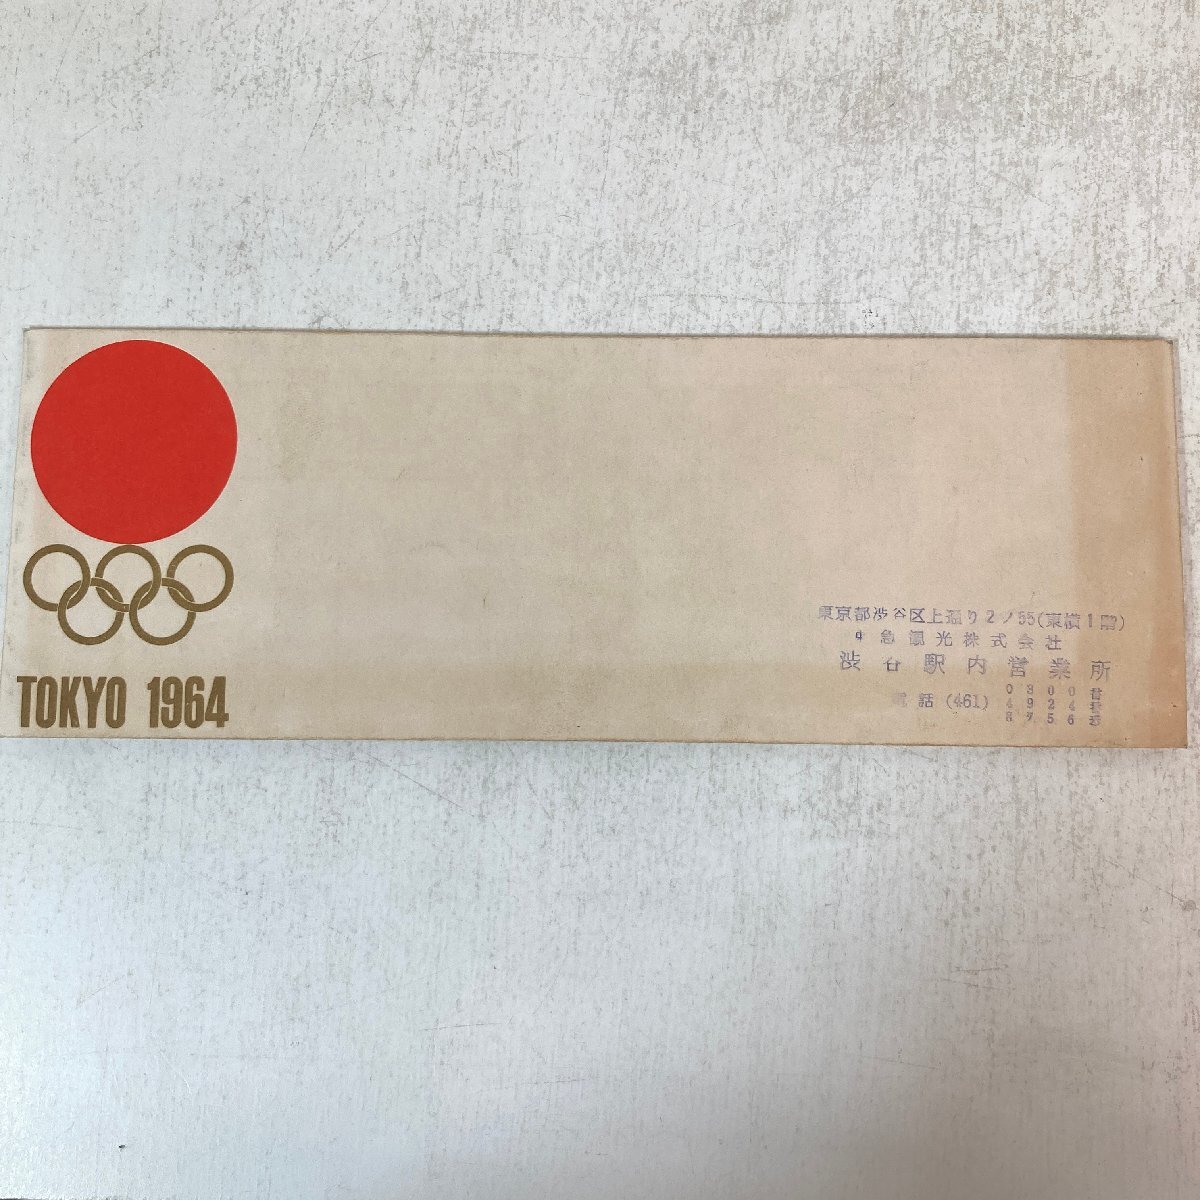 TOKYO 1964
東京都渋谷区上通り2ノ55(東横1階)
急観光株式会社
渋谷駅内営業所
電話(461)
0300番
4924番
8756番